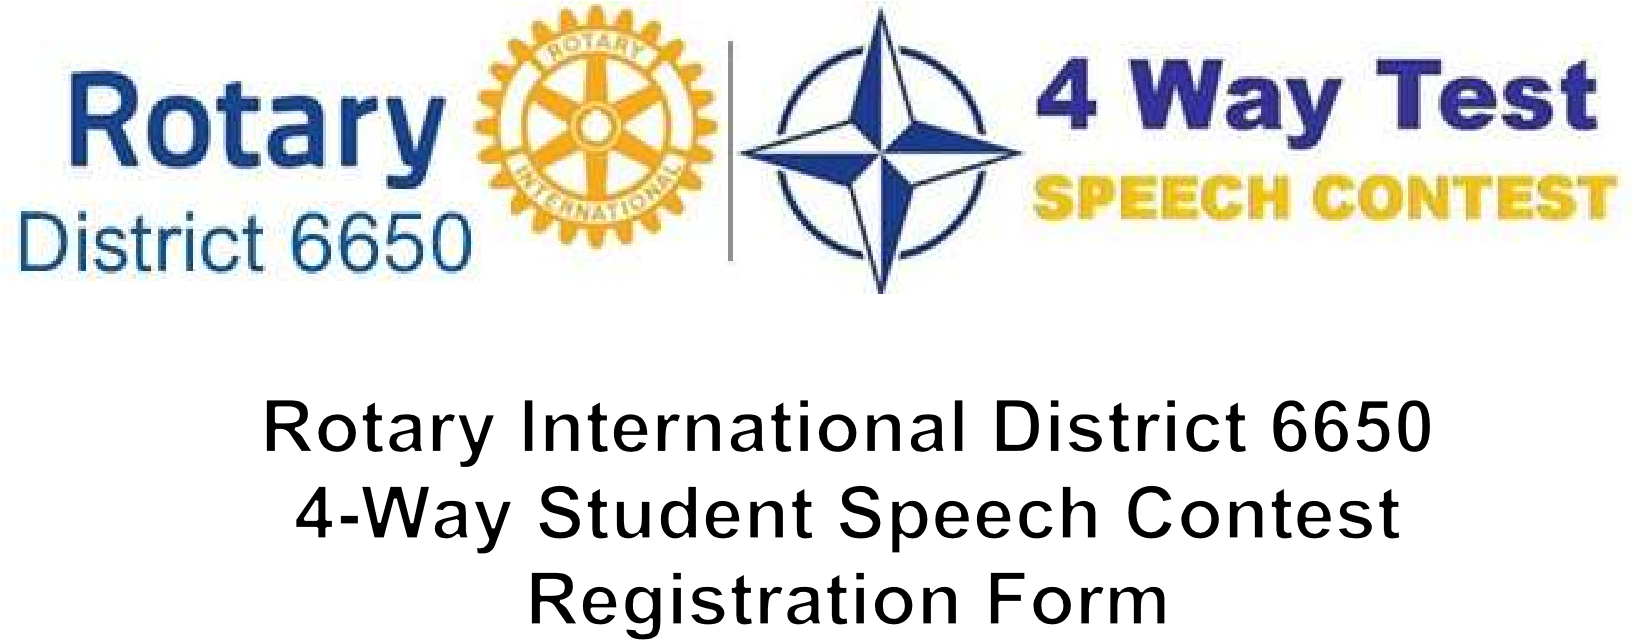 Rotary
District 6650
ROTARY
INTERNATIONAL
4 Way Test
SPEECH CONTEST
Rotary International District 6650
4-Way Student Speech Contest
Registration Form